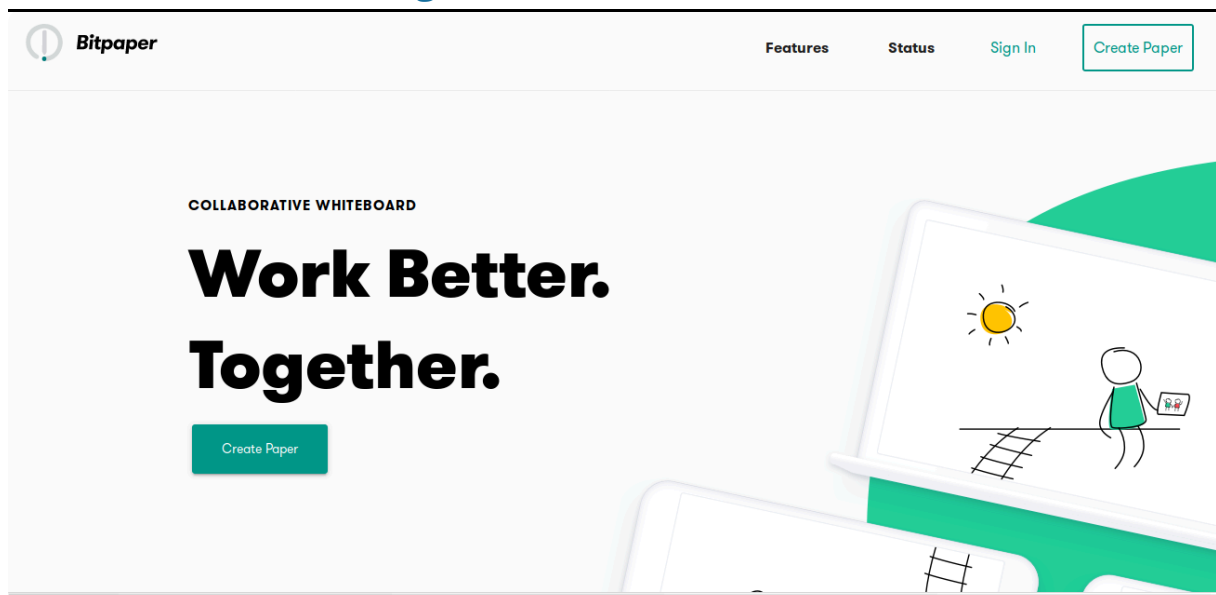 Bitpaper
Features
Status
Sign In
Create Paper
COLLABORATIVE WHITEBOARD
Work Better.
Together.
Create Paper